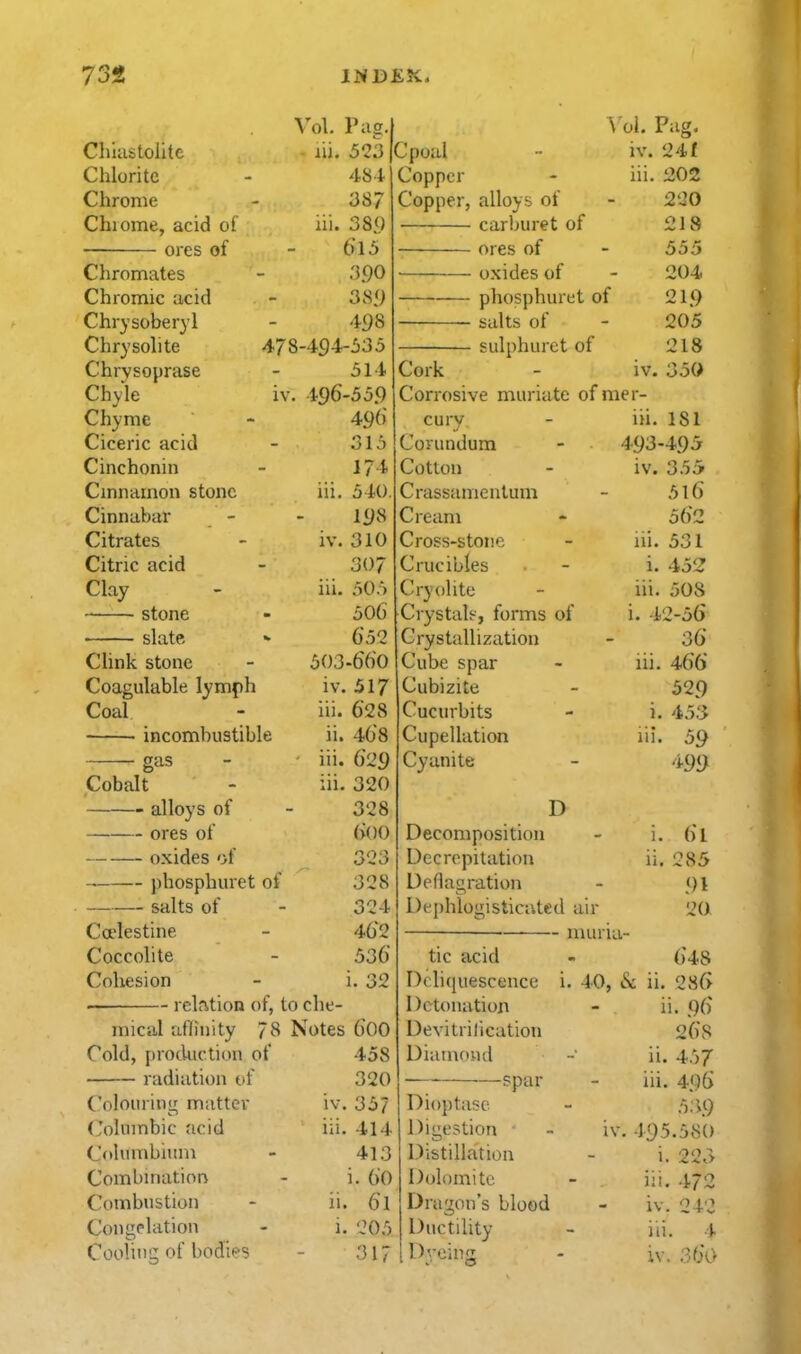 732 INDEX.
Vol. Pag.
Chiastolite - iii. 523
Chlorite - 484
Chrome - 387
Chrome, acid of iii. 389
——— ores of - 615
Chromates - 390
Chromic acid - 389
Chrysoberyl - 498
Chrysolite 478-494-535
Chrysoprase - 514
Chyle iv. 496-559
Chyme - 496
Ciceric acid - 315
Cinchonin - 174
Cinnamon stone iii. 540.
Cinnabar - - 198
Citrates - iv. 310
Citric acid - 307
Clay - iii. 505
——— stone - 506
——— slate - 652
Clink stone - 503-660
Coagulable lymph iv. 517
Coal - iii. 628
——— incombustible ii. 468
——— gas - iii. 629
Cobalt - iii. 320
——— alloys of - 328
——— ores of 600
——— oxides of 323
——— phosphuret of 328
——— salts of - 324
Cœlestine - 462
Coccolite - 536
Cohesion - i. 32
——— relation of, to che-
mical affinity 78 Notes 600
Cold, production of 458
——— radiation of 320
Colouring matter iv. 357
Columbic acid iii. 414
Columbium - 413
Combination - i. 60
Combustion - ii. 61
Congelation - i. 205
Cooling of bodies - 317
Vol. Pag.
Cpoal - iv. 24
Copper - iii. 202
Copper, alloys of - 220
——— carburet of 218
——— ores of - 555
——— oxides of - 204
——— phosphuret of 219
——— salts of - 205
——— sulphuret of 218
Cork - iv. 350
Corrosive muriate of mer-
cury - iii. 181
Corundum - 493-495
Cotton - iv. 355
Crassamentum - 516
Cream - 562
Cross-stone - iii. 531
Crucibles - i. 452
Cryolite - iii. 508
Crystals, forms of i. 42-56
Crystallization - 36
Cube spar - iii. 466
Cubizite - 529
Cucurbits - i. 453
Cupellation iii. 59
Cyanite - 499
D
Decomposition - i. 61
Decrepitation ii. 285
Deflagration - 91
Dephlogisticated air 20
——— muria-
tic acid - 648
Deliquescence i. 40, & ii. 286
Detonation - ii. 96
Devitrification 268
Diamond - ii. 457
——— spar - iii. 496
Dioptase - 539
Digestion - iv. 495.580
Distillation - i. 223
Dolomite - iii. 472
Dragon's blood - iv. 242
Ductility - iii. 4
Dyeing - iv. 360